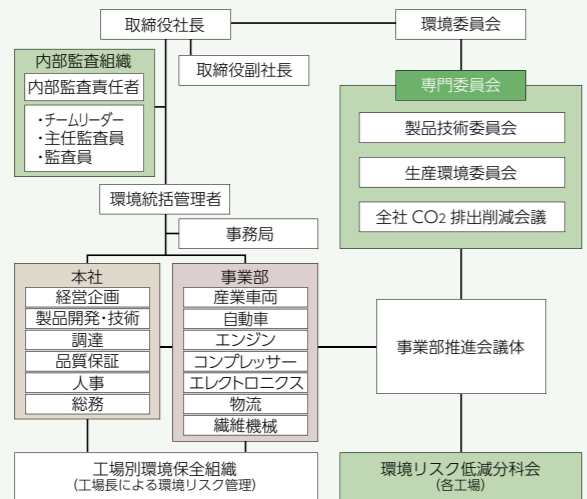 取締役社長
環境委員会
取締役副社長
内部監査組織
内部監査責任者
・チームリーダー
・主任監査員
・監査員
専門委員会
製品技術委員会
生産環境委員会
全社 CO2 排出削減会議
環境統括管理者
事務局
本社
経営企画
製品開発・技術
調達
品質保証
人事
総務
事業部
産業車両
自動車
エンジン
コンプレッサー
エレクトロニクス
物流
繊維機械
事業部推進会議体
工場別環境保全組織
(工場長による環境リスク管理)
環境リスク低減分科会
(各工場)